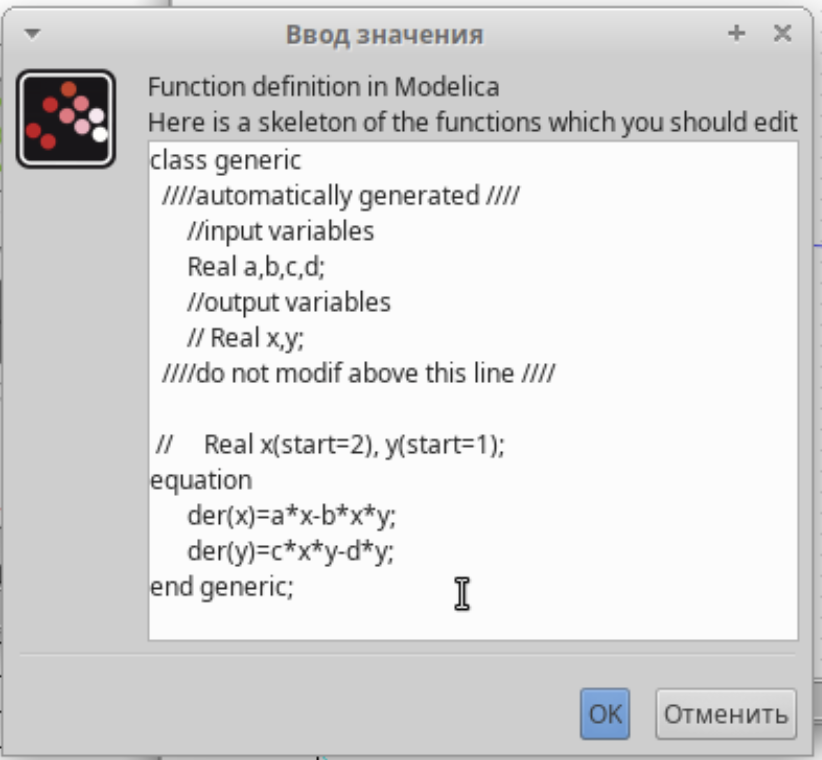 Ввод значения
Function definition in Modelica
Here is a skeleton of the functions which you should edit
class generic
////automatically generated ////
//input variables
Real a,b,c,d;
//output variables
// Real x,y;
////do not modif above this line ////
// Real x(start=2), y(start=1);
equation
der(x)=a*x-b*x*y;
der(y)=c*x*y-d*y;
end generic;
OK Отменить